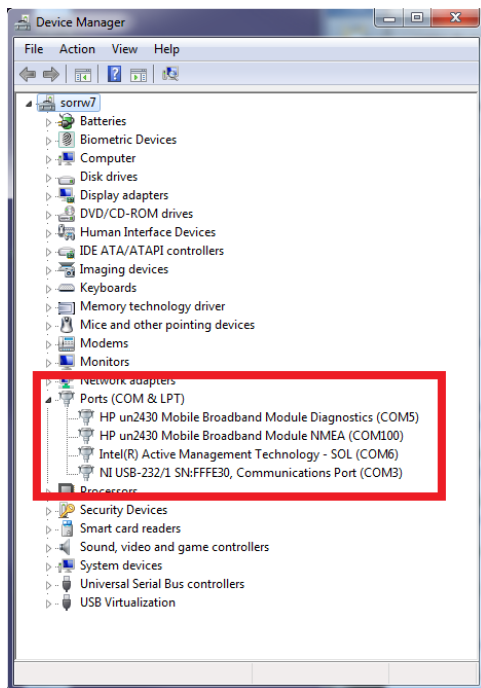 Device Manager
File Action View Help
sorrw7
Batteries
Biometric Devices
Computer
Disk drives
Display adapters
DVD/CD-ROM drives
Human Interface Devices
IDE ATA/ATAPI controllers
Imaging devices
Keyboards
Memory technology driver
Mice and other pointing devices
Modems
Monitors
Network adapters
Ports (COM & LPT)
HP un2430 Mobile Broadband Module Diagnostics (COM5)
HP un2430 Mobile Broadband Module NMEA (COM100)
Intel(R) Active Management Technology - SOL (COM6)
NI USB-232/1 SN:FFFE30, Communications Port (COM3)
Processors
Security Devices
Smart card readers
Sound, video and game controllers
System devices
Universal Serial Bus controllers
USB Virtualization